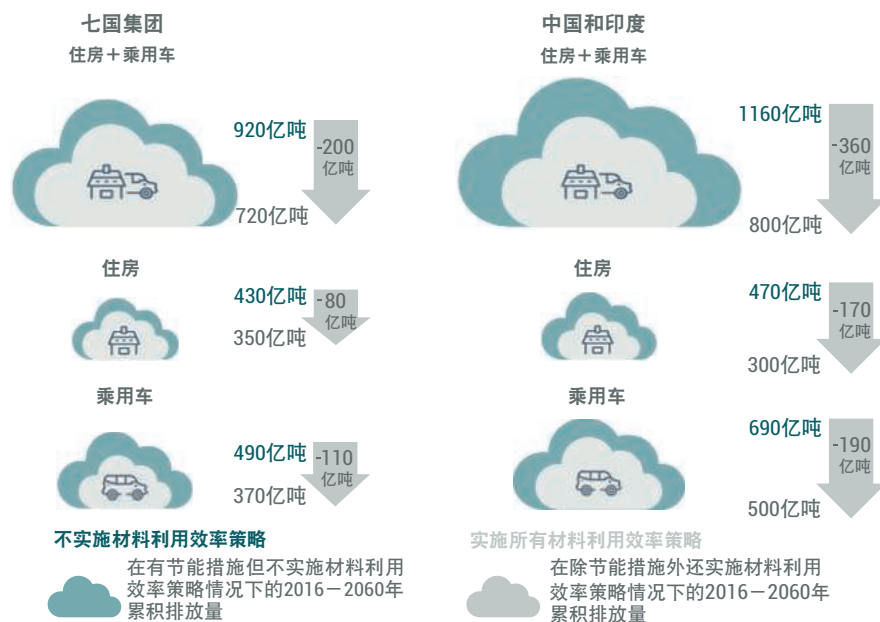 七国集团
住房+乘用车
920亿吨
-200
亿吨
720亿吨
住房
430亿吨
-80
亿吨
350亿吨
乘用车
490亿吨
-110
亿吨
370亿吨
中国和印度
住房+乘用车
1160亿吨
-360
亿吨
800亿吨
住房
470亿吨
-170
亿吨
300亿吨
乘用车
690亿吨
-190
亿吨
500亿吨
不实施材料利用效率策略
在有节能措施但不实施材料利用
效率策略情况下的2016－2060年
累积排放量
实施所有材料利用效率策略
在除节能措施外还实施材料利用
效率策略情况下的2016－2060年
累积排放量